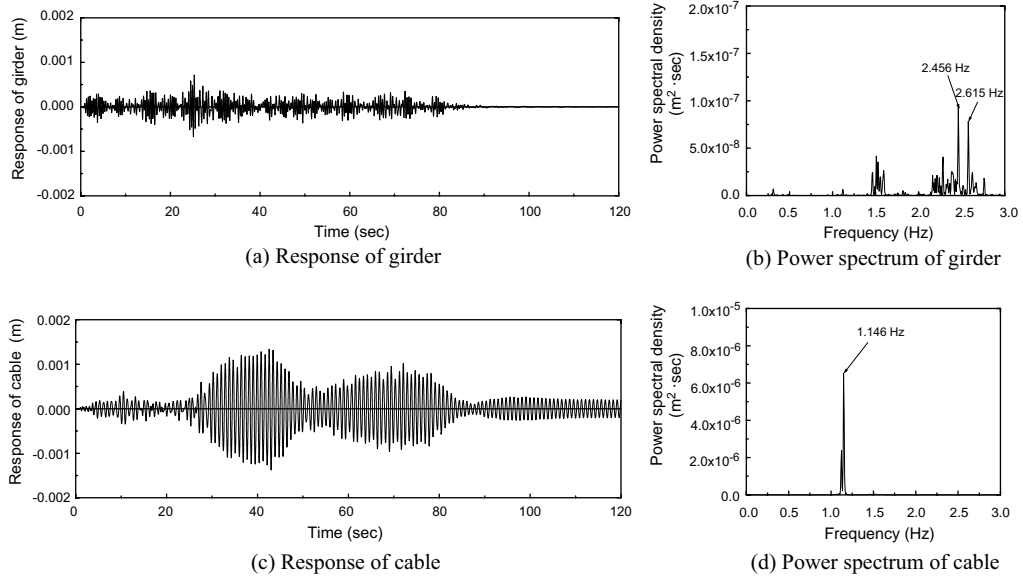 0.002
0.001
0.000
-0.001
-0.002
Response of girder (m)
0 20 40 60 80 100 120
Time (sec)
(a) Response of girder
2.0x10-7
1.5x10-7
1.0x10-7
5.0x10-8
0.0
Power spectral density
(m2 ·sec)
2.456 Hz
2.615 Hz
0.0 0.5 1.0 1.5 2.0 2.5 3.0
Frequency (Hz)
(b) Power spectrum of girder
0.002
0.001
0.000
-0.001
-0.002
Response of cable (m)
0 20 40 60 80 100 120
Time (sec)
(c) Response of cable
1.0x10-5
8.0x10-6
6.0x10-6
4.0x10-6
2.0x10-6
0.0
Power spectral density
(m2 ·sec)
1.146 Hz
0.0 0.5 1.0 1.5 2.0 2.5 3.0
Frequency (Hz)
(d) Power spectrum of cable